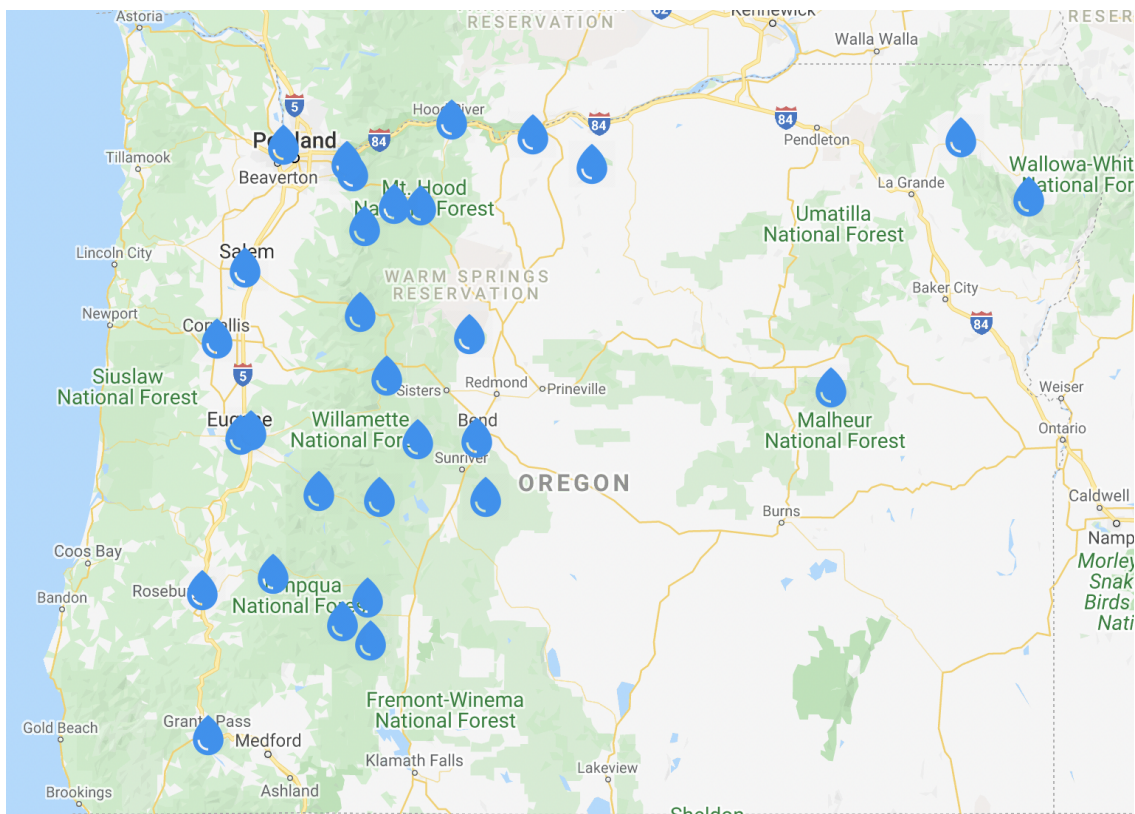 RESERVATION
RESER
Astoria
82
Kennewick
Walla Walla
5
Hood River
84
84
84
Portland
Pendleton
Tillamook
Beaverton
Wallowa-Whit
National For
La Grande
Mt. Hood
National Forest
Umatilla
National Forest
Lincoln City
Salem
WARM SPRINGS
RESERVATION
Baker City
Newport
Corvallis
84
5
Siuslaw
National Forest
Sisters
Redmond
Prineville
Weiser
Eugene
Willamette
National Forest
Bend
Malheur
National Forest
Ontario
Sunriver
OREGON
Caldwell
Burns
Namp
Coos Bay
Morley
Snak
Birds
Nati
Roseburg
Umpqua
National Forest
Bandon
Fremont-Winema
National Forest
Gold Beach
Grants Pass
Medford
Klamath Falls
Lakeview
Ashland
Brookings
Sheldon